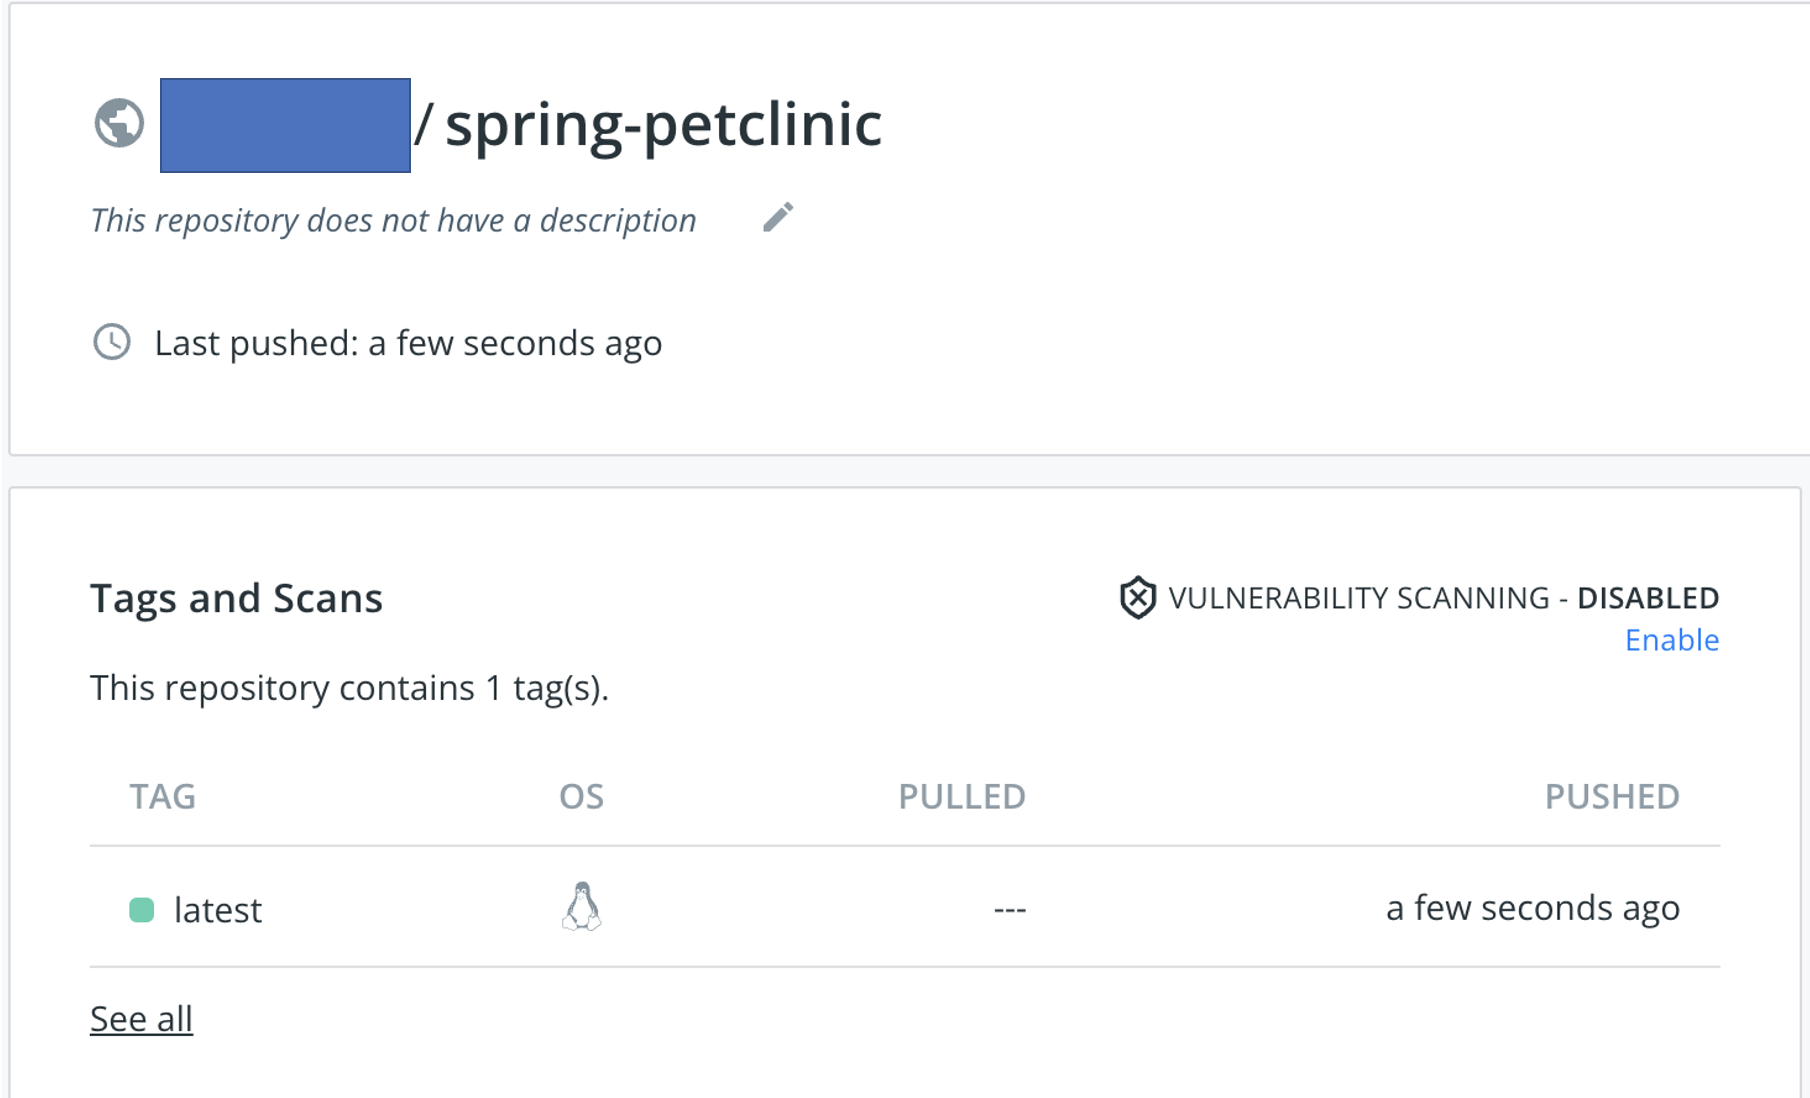 / spring-petclinic
This repository does not have a description
Last pushed: a few seconds ago
Tags and Scans
VULNERABILITY SCANNING - DISABLED
Enable
This repository contains 1 tag(s).
TAG OS PULLED PUSHED
latest --- a few seconds ago
See all